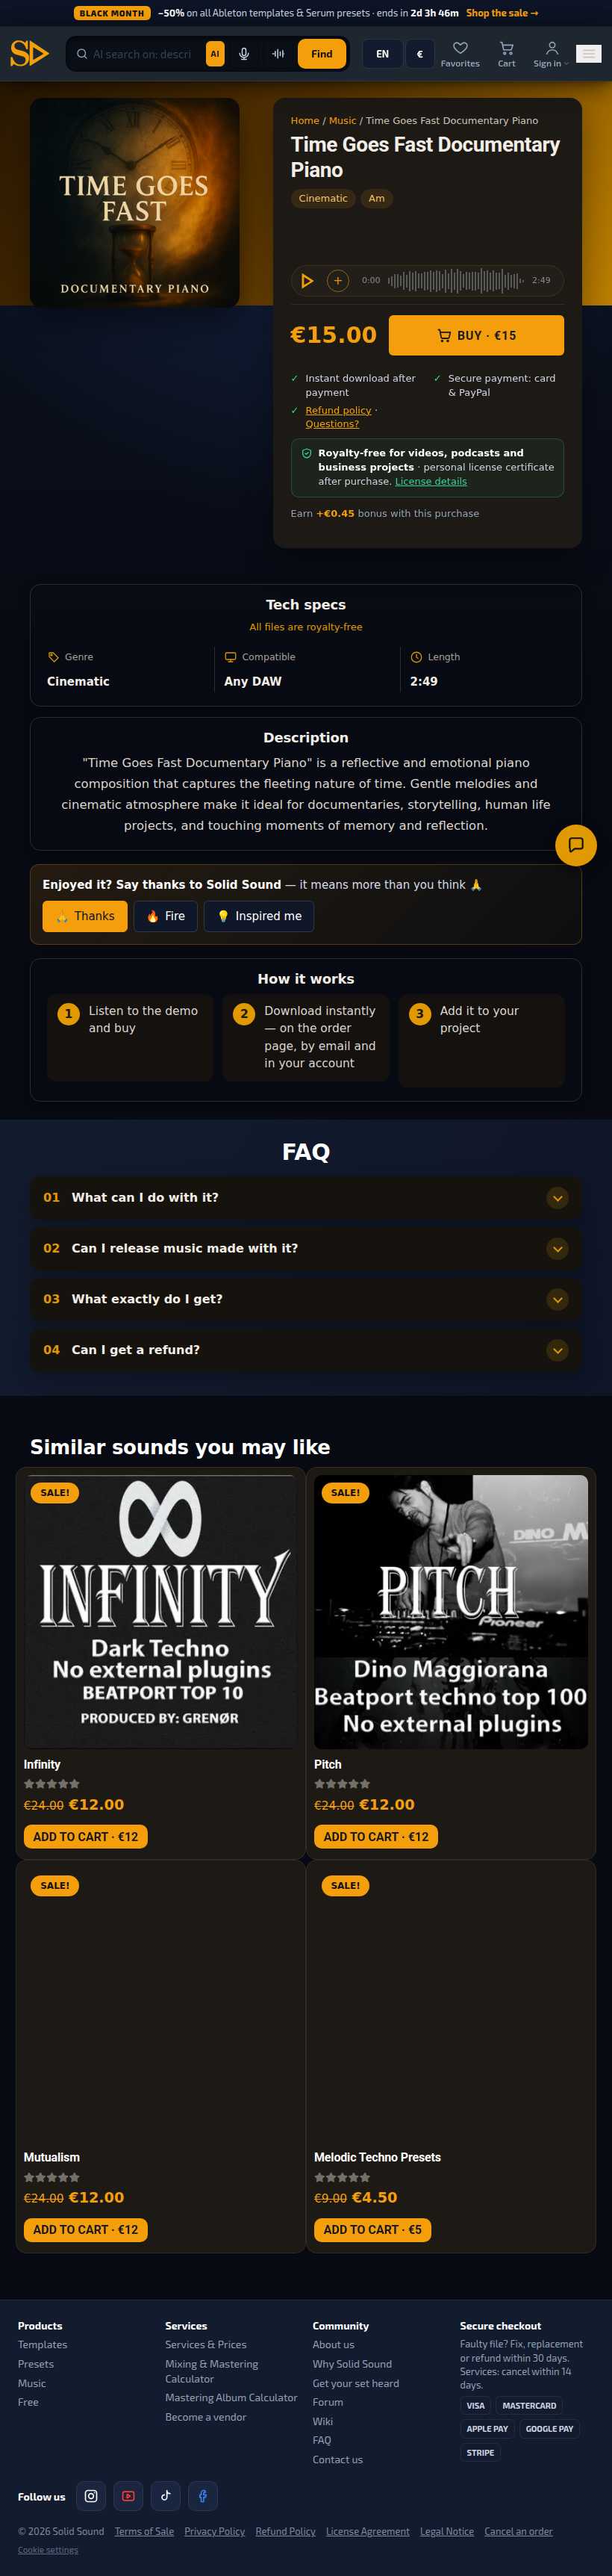 BLACK MONTH −50% on all Ableton templates & Serum presets · ends in 2d 3h 46m Shop the sale →
AI search on: descri AI Find EN € Favorites Cart Sign in
TIME GOES
FAST
DOCUMENTARY PIANO
Home / Music / Time Goes Fast Documentary Piano
Time Goes Fast Documentary
Piano
Cinematic Am
0:00 2:49
€15.00 BUY · €15
✓ Instant download after
payment
✓ Secure payment: card
& PayPal
✓ Refund policy ·
Questions?
Royalty-free for videos, podcasts and
business projects · personal license certificate
after purchase. License details
Earn +€0.45 bonus with this purchase
Tech specs
All files are royalty-free
Genre Compatible Length
Cinematic Any DAW 2:49
Description
"Time Goes Fast Documentary Piano" is a reflective and emotional piano
composition that captures the fleeting nature of time. Gentle melodies and
cinematic atmosphere make it ideal for documentaries, storytelling, human life
projects, and touching moments of memory and reflection.
Enjoyed it? Say thanks to Solid Sound — it means more than you think 🙏
🙏 Thanks 🔥 Fire 💡 Inspired me
How it works
1 Listen to the demo
and buy
2 Download instantly
— on the order
page, by email and
in your account
3 Add it to your
project
FAQ
01 What can I do with it?
02 Can I release music made with it?
03 What exactly do I get?
04 Can I get a refund?
Similar sounds you may like
SALE!
INFINITY
Dark Techno
No external plugins
BEATPORT TOP 10
PRODUCED BY: GRENØR
Infinity
€24.00 €12.00
ADD TO CART · €12
SALE!
DINO M
PITCH
Pioneer
Dino Maggiorana
Beatport techno top 100
No external plugins
Pitch
€24.00 €12.00
ADD TO CART · €12
SALE!
Mutualism
€24.00 €12.00
ADD TO CART · €12
SALE!
Melodic Techno Presets
€9.00 €4.50
ADD TO CART · €5
Products
Templates
Presets
Music
Free
Services
Services & Prices
Mixing & Mastering
Calculator
Mastering Album Calculator
Become a vendor
Community
About us
Why Solid Sound
Get your set heard
Forum
Wiki
FAQ
Contact us
Secure checkout
Faulty file? Fix, replacement
or refund within 30 days.
Services: cancel within 14
days.
VISA MASTERCARD
APPLE PAY GOOGLE PAY
STRIPE
Follow us
© 2026 Solid Sound Terms of Sale Privacy Policy Refund Policy License Agreement Legal Notice Cancel an order
Cookie settings